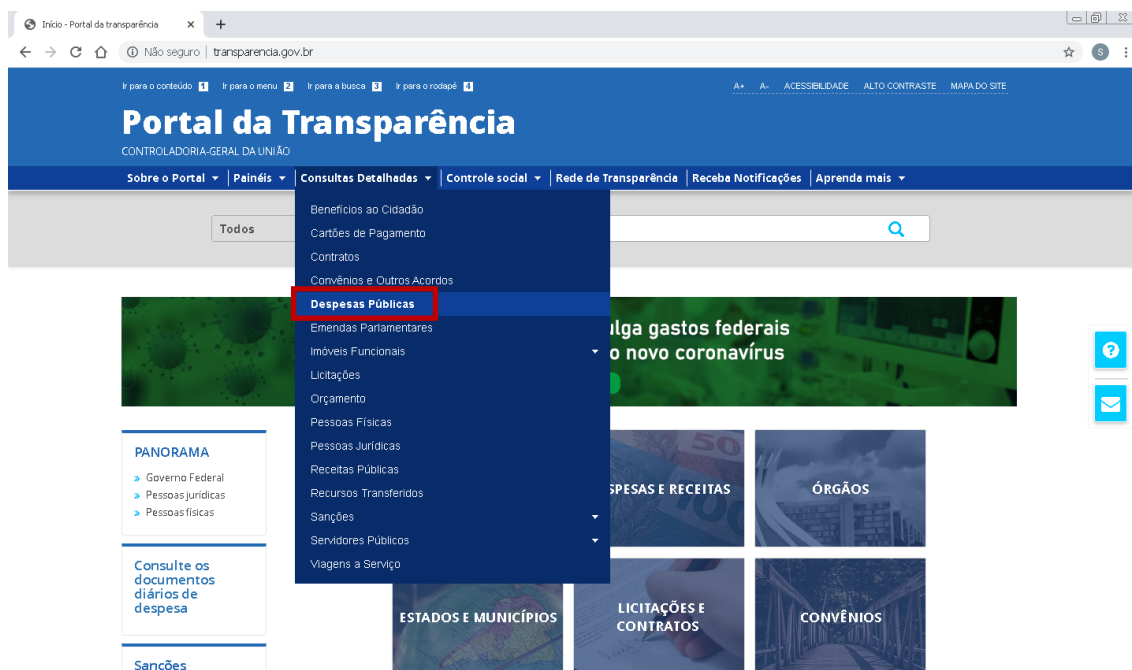 Início - Portal da transparência
Não seguro | transparencia.gov.br
S
Ir para o conteúdo 1 Ir para o menu 2 Ir para a busca 3 Ir para o rodapé 4
A+ A- ACESSIBILIDADE ALTO CONTRASTE MAPA DO SITE
Portal da Transparência
CONTROLADORIA-GERAL DA UNIÃO
Sobre o Portal Painéis Consultas Detalhadas Controle social Rede de Transparência Receba Notificações Aprenda mais
Todos
Benefícios ao Cidadão
Cartões de Pagamento
Contratos
Convênios e Outros Acordos
Despesas Públicas
Emendas Parlamentares
Imóveis Funcionais
Licitações
Orçamento
Pessoas Físicas
Pessoas Jurídicas
Receitas Públicas
Recursos Transferidos
Sanções
Servidores Públicos
Viagens a Serviço
lga gastos federais
o novo coronavírus
?
PANORAMA
» Governo Federal
» Pessoas jurídicas
» Pessoas físicas
Consulte os
documentos
diários de
despesa
Sanções
SPESAS E RECEITAS
ÓRGÃOS
ESTADOS E MUNICÍPIOS
LICITAÇÕES E
CONTRATOS
CONVÊNIOS